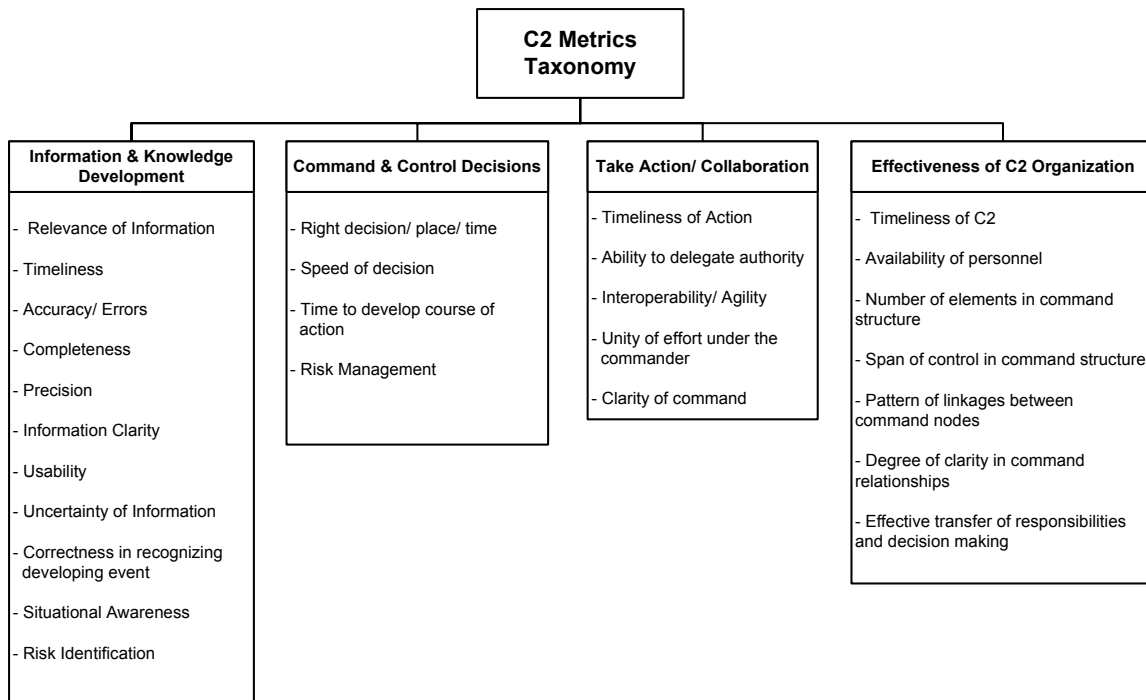 C2 Metrics
Taxonomy
Information & Knowledge
Development
- Relevance of Information
- Timeliness
- Accuracy/ Errors
- Completeness
- Precision
- Information Clarity
- Usability
- Uncertainty of Information
- Correctness in recognizing
developing event
- Situational Awareness
- Risk Identification
Command & Control Decisions
- Right decision/ place/ time
- Speed of decision
- Time to develop course of
action
- Risk Management
Take Action/ Collaboration
- Timeliness of Action
- Ability to delegate authority
- Interoperability/ Agility
- Unity of effort under the
commander
- Clarity of command
Effectiveness of C2 Organization
- Timeliness of C2
- Availability of personnel
- Number of elements in command
structure
- Span of control in command structure
- Pattern of linkages between
command nodes
- Degree of clarity in command
relationships
- Effective transfer of responsibilities
and decision making